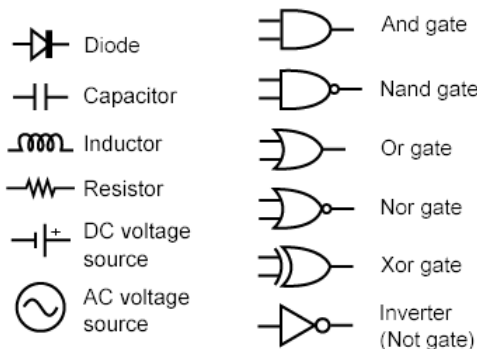 Diode
Capacitor
Inductor
Resistor
+
DC voltage
source
AC voltage
source
And gate
Nand gate
Or gate
Nor gate
Xor gate
Inverter
(Not gate)